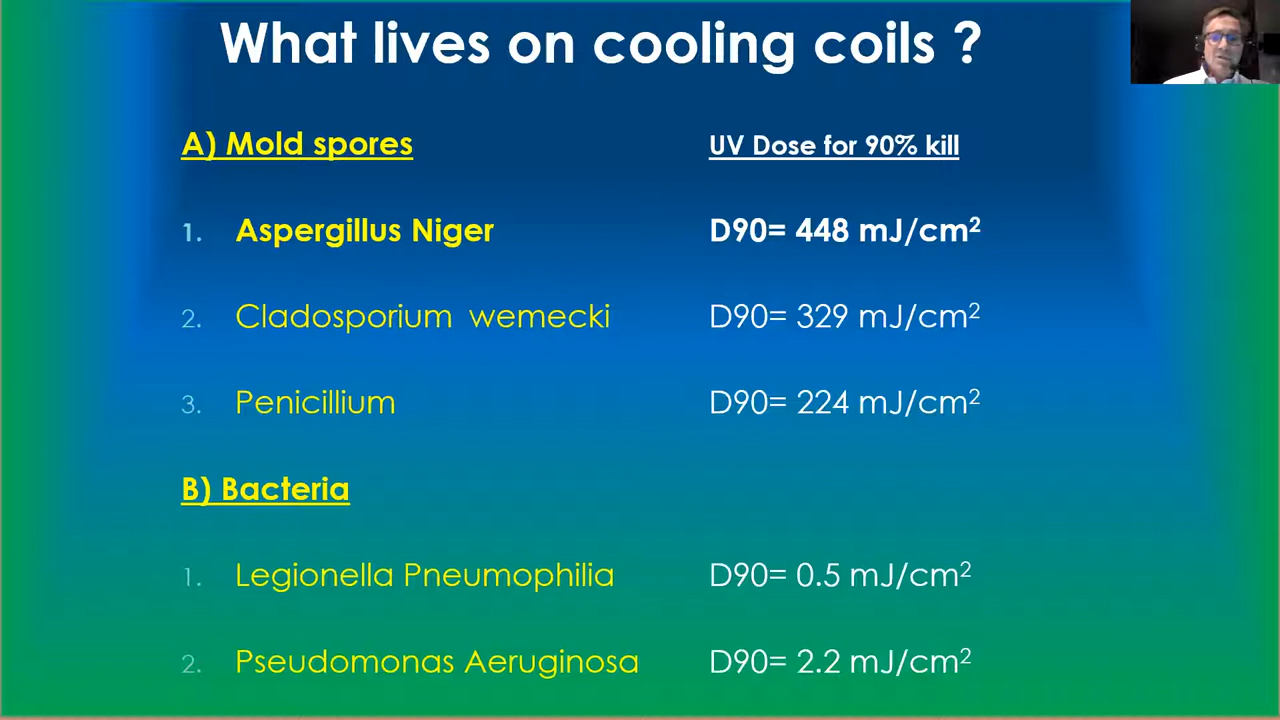 What lives on cooling coils ?
A) Mold spores UV Dose for 90% kill
1. Aspergillus Niger D90= 448 mJ/cm²
2. Cladosporium wemecki D90= 329 mJ/cm²
3. Penicillium D90= 224 mJ/cm²
B) Bacteria
1. Legionella Pneumophilia D90= 0.5 mJ/cm²
2. Pseudomonas Aeruginosa D90= 2.2 mJ/cm²